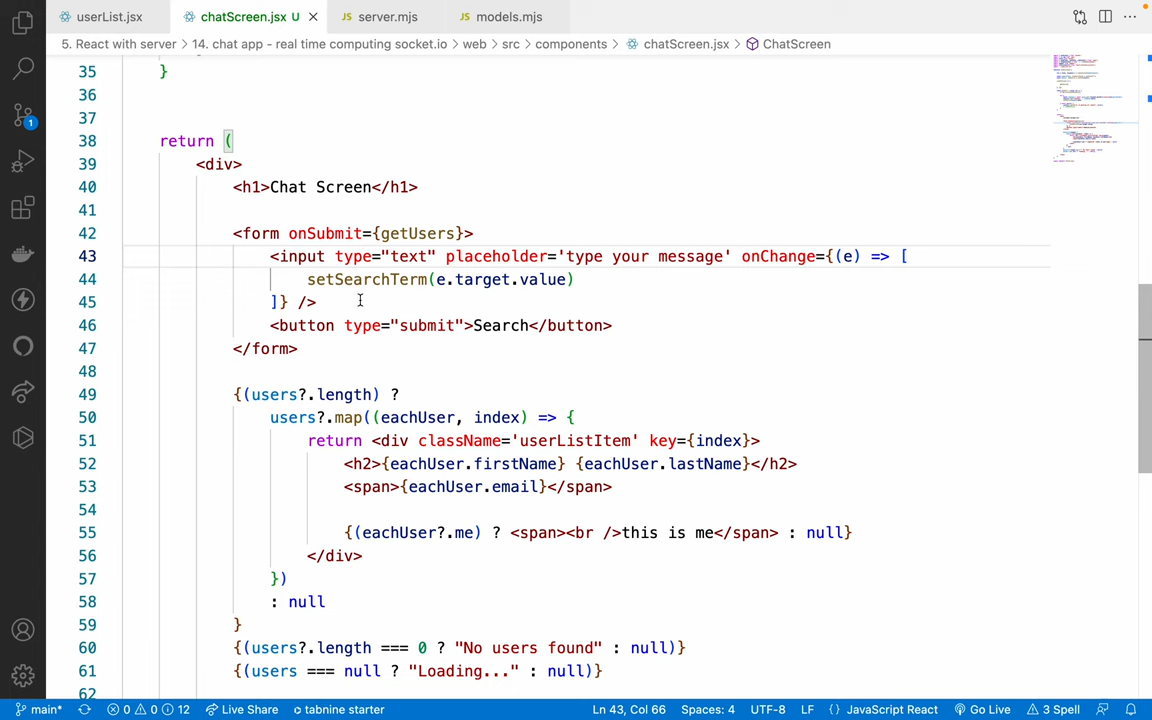 userList.jsx
chatScreen.jsx U
server.mjs
models.mjs
5. React with server > 14. chat app - real time computing socket.io > web > src > components > chatScreen.jsx > ChatScreen
35 }
36
37
38 return (
39 <div>
40 <h1>Chat Screen</h1>
41
42 <form onSubmit={getUsers}>
43 <input type="text" placeholder='type your message' onChange={(e) => [
44 setSearchTerm(e.target.value)
45 ]} />
46 <button type="submit">Search</button>
47 </form>
48
49 {(users?.length) ?
50 users?.map((eachUser, index) => {
51 return <div className='userListItem' key={index}>
52 <h2>{eachUser.firstName} {eachUser.lastName}</h2>
53 <span>{eachUser.email}</span>
54
55 {(eachUser?.me) ? <span><br />this is me</span> : null}
56 </div>
57 })
58 : null
59 }
60 {(users?.length === 0 ? "No users found" : null)}
61 {(users === null ? "Loading..." : null)}
62
1
main* 0 0 12 Live Share tabnine starter Ln 43, Col 66 Spaces: 4 UTF-8 LF {} JavaScript React Go Live 3 Spell